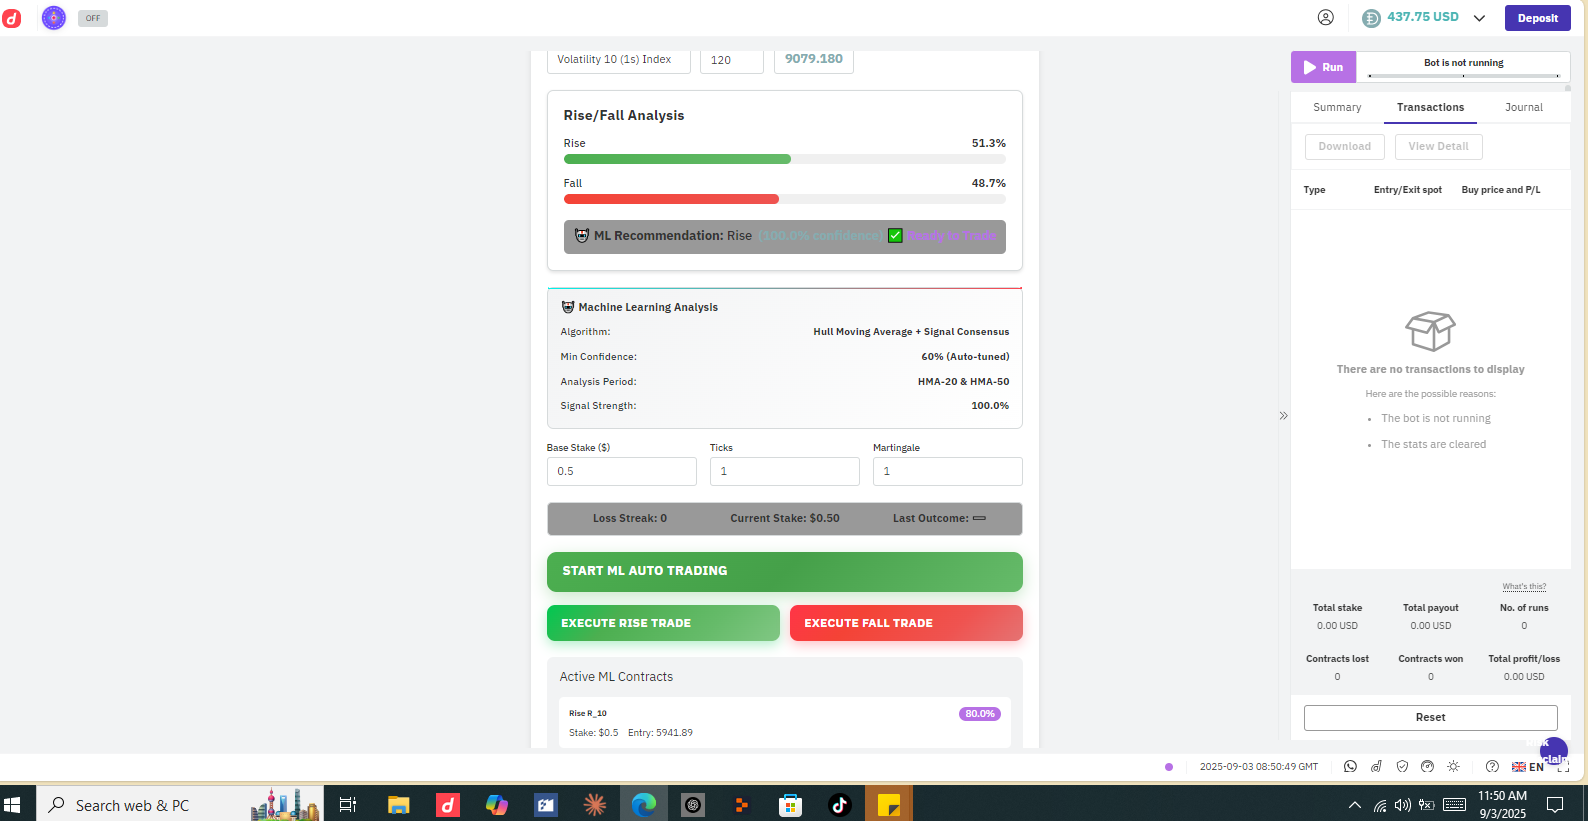 OFF
437.75 USD
Deposit
Volatility 10 (1s) Index
120
9079.180
Run
Bot is not running
Rise/Fall Analysis
Rise
51.3%
Fall
48.7%
ML Recommendation: Rise (100.0% confidence) Ready to Trade
Summary
Transactions
Journal
Download
View Detail
Type
Entry/Exit spot
Buy price and P/L
Machine Learning Analysis
Algorithm:
Hull Moving Average + Signal Consensus
Min Confidence:
60% (Auto-tuned)
Analysis Period:
HMA-20 & HMA-50
Signal Strength:
100.0%
There are no transactions to display
Here are the possible reasons:
The bot is not running
The stats are cleared
Base Stake ($)
Ticks
Martingale
0.5
1
1
Loss Streak: 0
Current Stake: $0.50
Last Outcome:
START ML AUTO TRADING
EXECUTE RISE TRADE
EXECUTE FALL TRADE
What's this?
Total stake
Total payout
No. of runs
0.00 USD
0.00 USD
0
Contracts lost
Contracts won
Total profit/loss
0
0
0.00 USD
Reset
Active ML Contracts
Rise R_10
80.0%
Stake: $0.5
Entry: 5941.89
2025-09-03 08:50:49 GMT
EN
Search web & PC
11:50 AM
9/3/2025